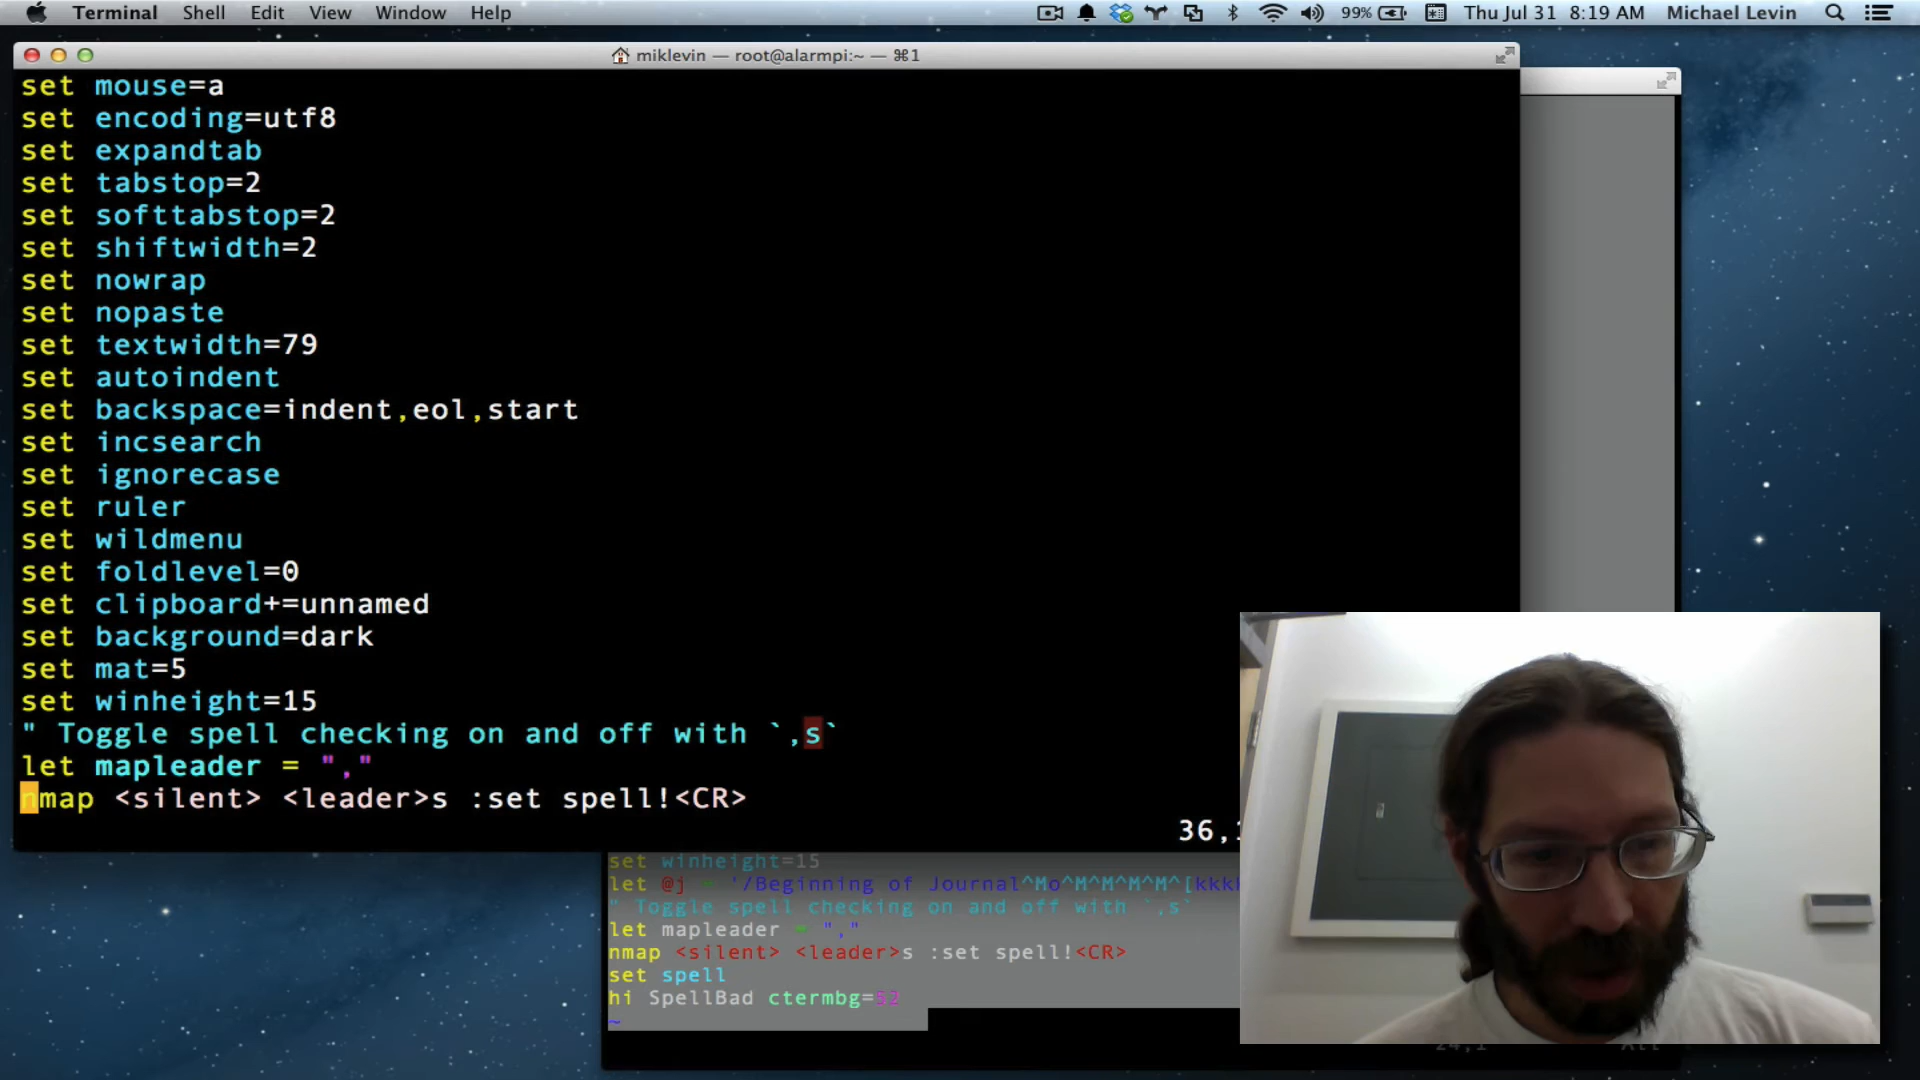 Terminal Shell Edit View Window Help 99% Thu Jul 31 8:19 AM Michael Levin
miklevin — root@alarmpi:~ — ⌘1
set mouse=a
set encoding=utf8
set expandtab
set tabstop=2
set softtabstop=2
set shiftwidth=2
set nowrap
set nopaste
set textwidth=79
set autoindent
set backspace=indent,eol,start
set incsearch
set ignorecase
set ruler
set wildmenu
set foldlevel=0
set clipboard+=unnamed
set background=dark
set mat=5
set winheight=15
" Toggle spell checking on and off with `,s`
let mapleader = ","
nmap <silent> <leader>s :set spell!<CR>
36,1
set winheight=15
let @j = '/Beginning of Journal^Mo^M^M^M^M^[kkk
" Toggle spell checking on and off with `,s`
let mapleader = ","
nmap <silent> <leader>s :set spell!<CR>
set spell
hi SpellBad ctermbg=52
~